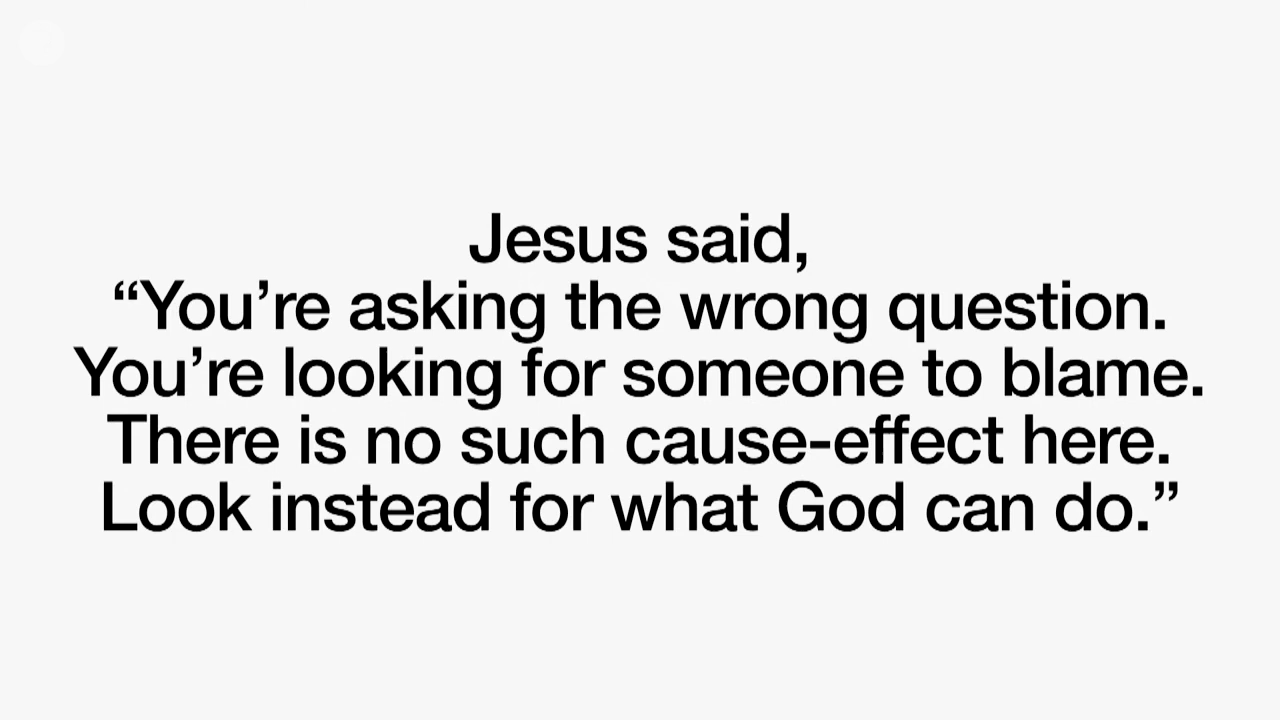 Jesus said,
“You’re asking the wrong question.
You’re looking for someone to blame.
There is no such cause-effect here.
Look instead for what God can do.”